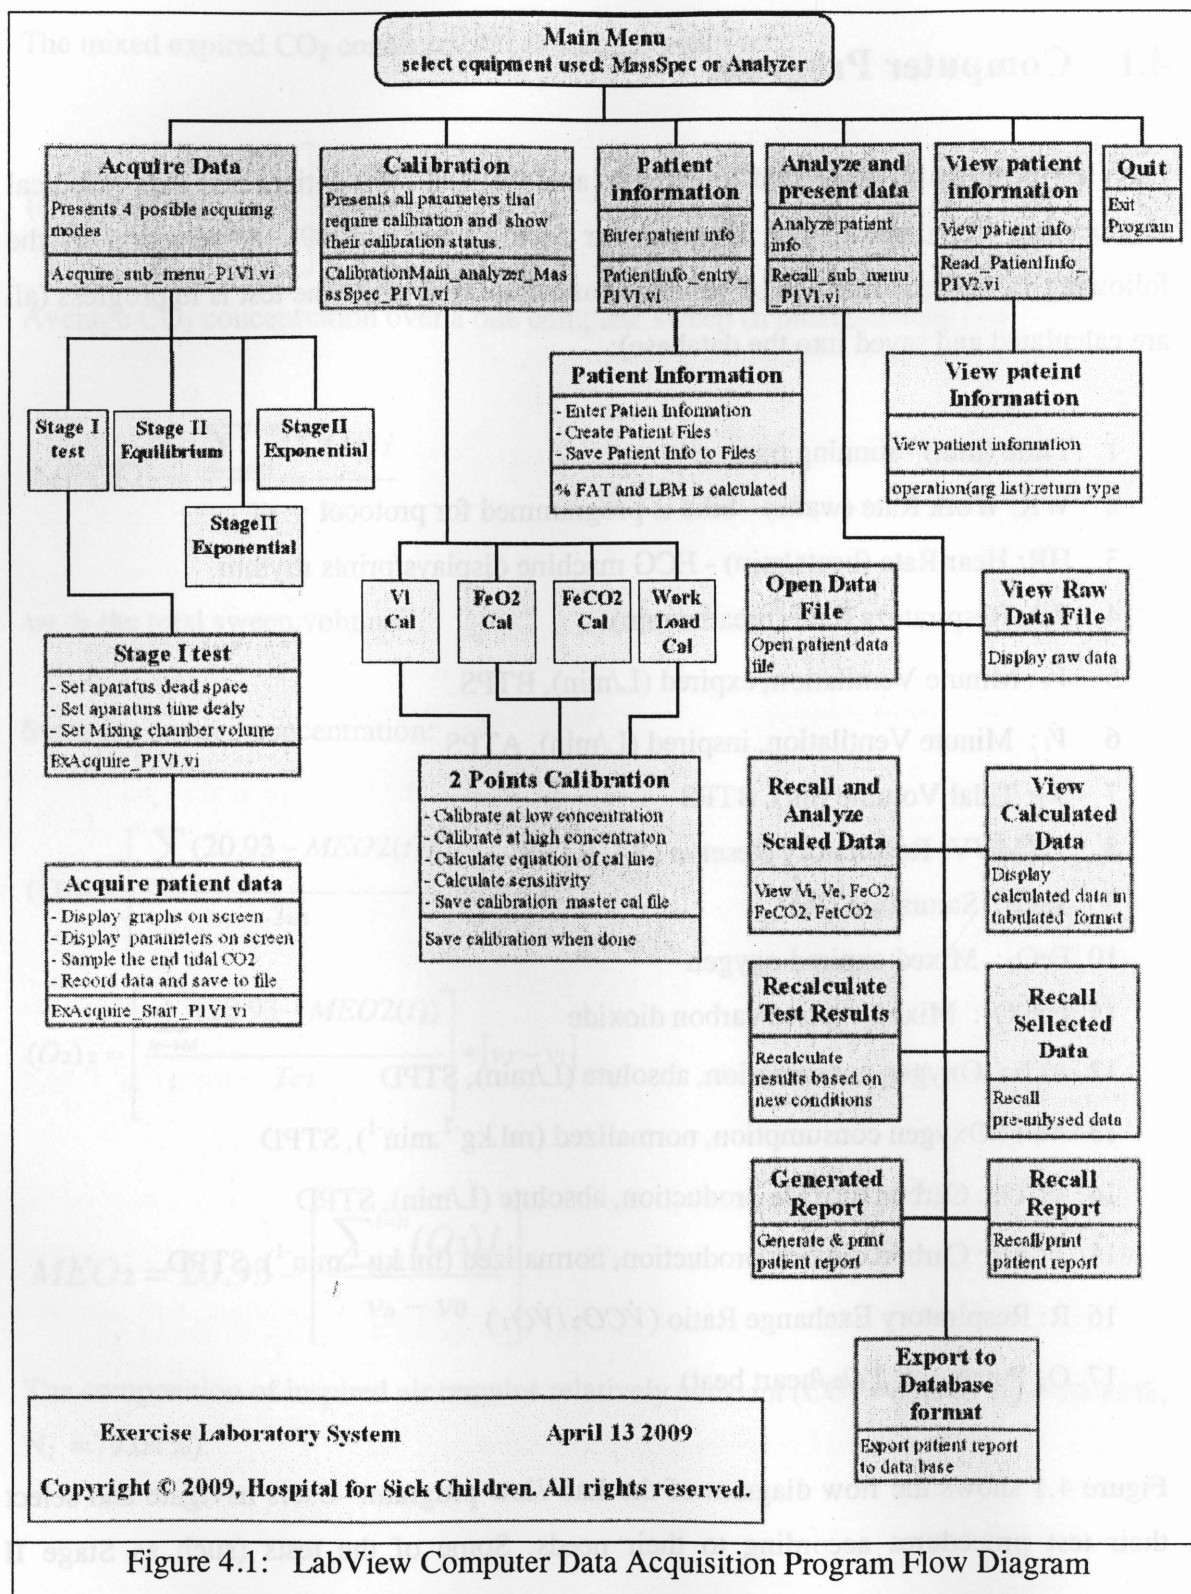 Main Menu
select equipment used: MassSpec or Analyzer
Acquire Data
Presents 4 posible acquiring
modes
Acquire_sub_menu_P1V1.vi
Calibration
Presents all parameters that
require calibration and show
their calibration status.
CalibrationMain_analyzer_Mas
ssSpec_P1V1.vi
Patient
information
Enter patient info
PatientInfo_entry_
P1V1.vi
Analyze and
present data
Analyze patient
info
Recall_sub_menu
_P1V1.vi
View patient
information
View patient info
Read_PatientInfo_
P1V2.vi
Quit
Exit
Program
Stage I
test
Stage II
Equilibrium
StageII
Exponential
StageII
Exponential
Patient Information
- Enter Patien Information
- Create Patient Files
- Save Patient Info to Files
% FAT and LBM is calculated
View pateint
Information
View patient information
operation(arg list):return type
VI
Cal
FeO2
Cal
FeCO2
Cal
Work
Load
Cal
Open Data
File
Open patient data
file
View Raw
Data File
Display raw data
Stage I test
- Set aparatus dead space
- Set aparaturs time dealy
- Set Mixing chamber volume
ExAcquire_P1V1.vi
2 Points Calibration
- Calibrate at low concentration
- Calibrate at high concentraton
- Calculate equation of cal line
- Calculate sensitivity
- Save calibration master cal file
Save calibration when done
Recall and
Analyze
Scaled Data
View Vi, Ve, FeO2
FeCO2, FetCO2
View
Calculated
Data
Display
calculated data in
tabulated format
Acquire patient data
- Display graphs on screen
- Display parameters on screen
- Sample the end tidal CO2
- Record data and save to file
ExAcquire_Start_P1V1.vi
Recalculate
Test Results
Recalculate
results based on
new conditions
Recall
Sellected
Data
Recall
pre-anlysed data
Generated
Report
Generate & print
patient report
Recall
Report
Recall/print
patient report
Export to
Database
format
Export patient report
to data base
Exercise Laboratory System April 13 2009
Copyright © 2009, Hospital for Sick Children. All rights reserved.
Figure 4.1: LabView Computer Data Acquisition Program Flow Diagram